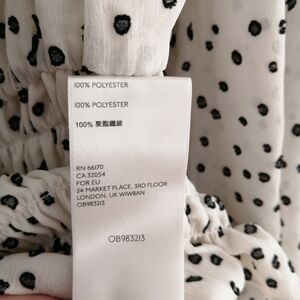 100% POLYESTER
100% POLYESTER
100% 聚酯纖維
RN 66170
CA 32054
FOR EU
24 MARKET PLACE, 3RD FLOOR
LONDON, UK W1W8AN
OB983213
OB983213